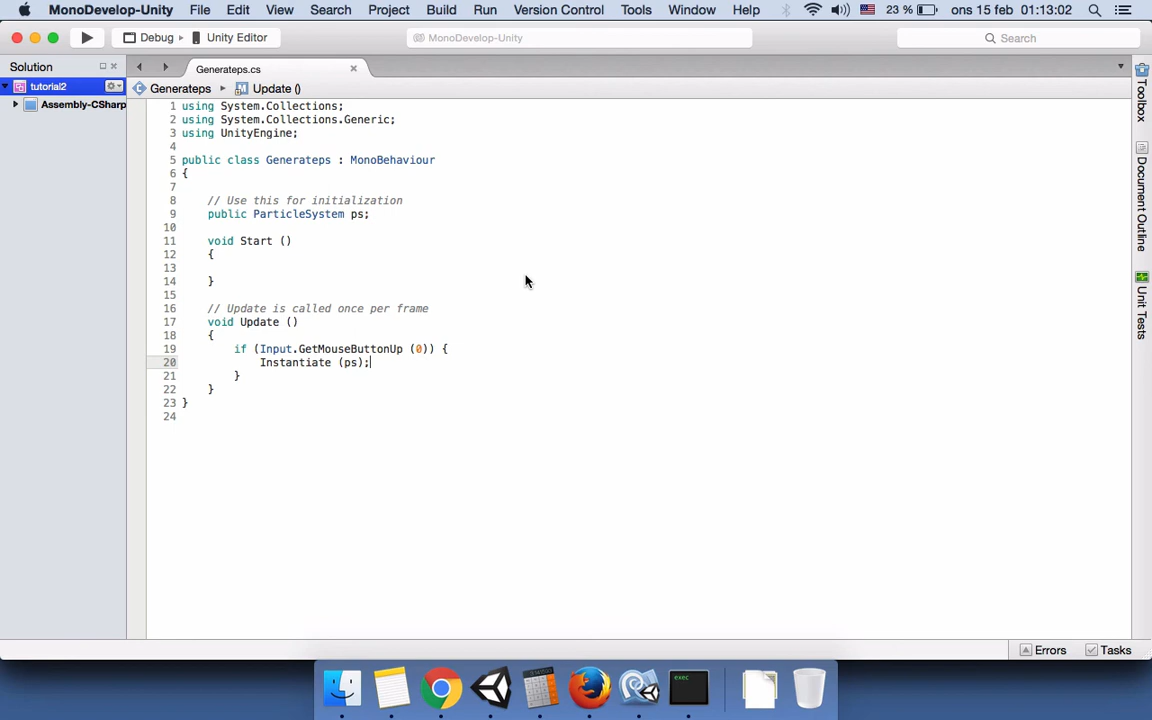 MonoDevelop-Unity File Edit View Search Project Build Run Version Control Tools Window Help 23 % ons 15 feb 01:13:02
Debug Unity Editor MonoDevelop-Unity Search
Solution
Generateps.cs
tutorial2
Generateps Update ()
Assembly-CSharp
1 using System.Collections;
2 using System.Collections.Generic;
3 using UnityEngine;
4
5 public class Generateps : MonoBehaviour
6 {
7
8 // Use this for initialization
9 public ParticleSystem ps;
10
11 void Start ()
12 {
13
14 }
15
16 // Update is called once per frame
17 void Update ()
18 {
19 if (Input.GetMouseButtonUp (0)) {
20 Instantiate (ps);
21 }
22 }
23 }
24
Toolbox
Document Outline
Unit Tests
Errors Tasks
exec